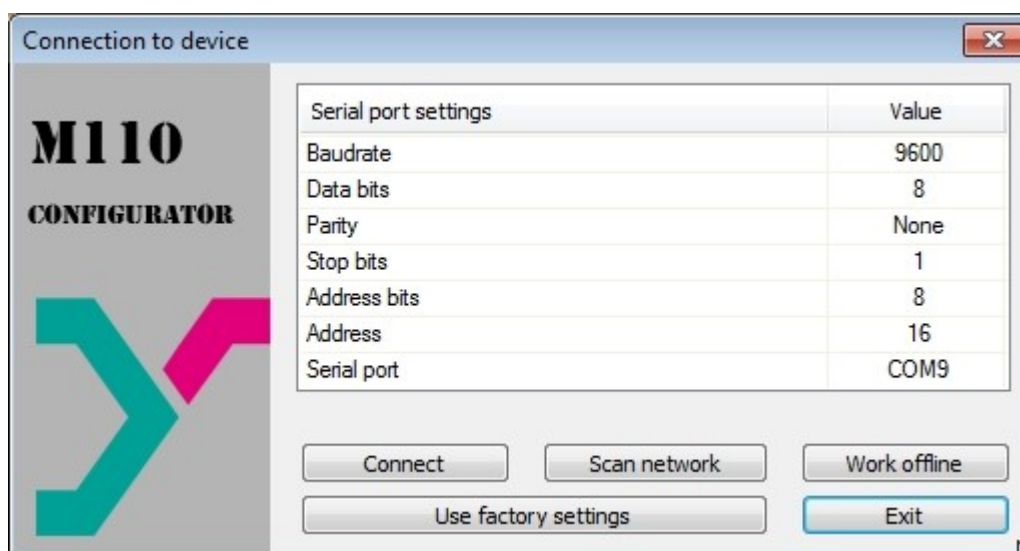 Connection to device
M110
CONFIGURATOR
Serial port settings Value
Baudrate 9600
Data bits 8
Parity None
Stop bits 1
Address bits 8
Address 16
Serial port COM9
Connect Scan network Work offline
Use factory settings Exit